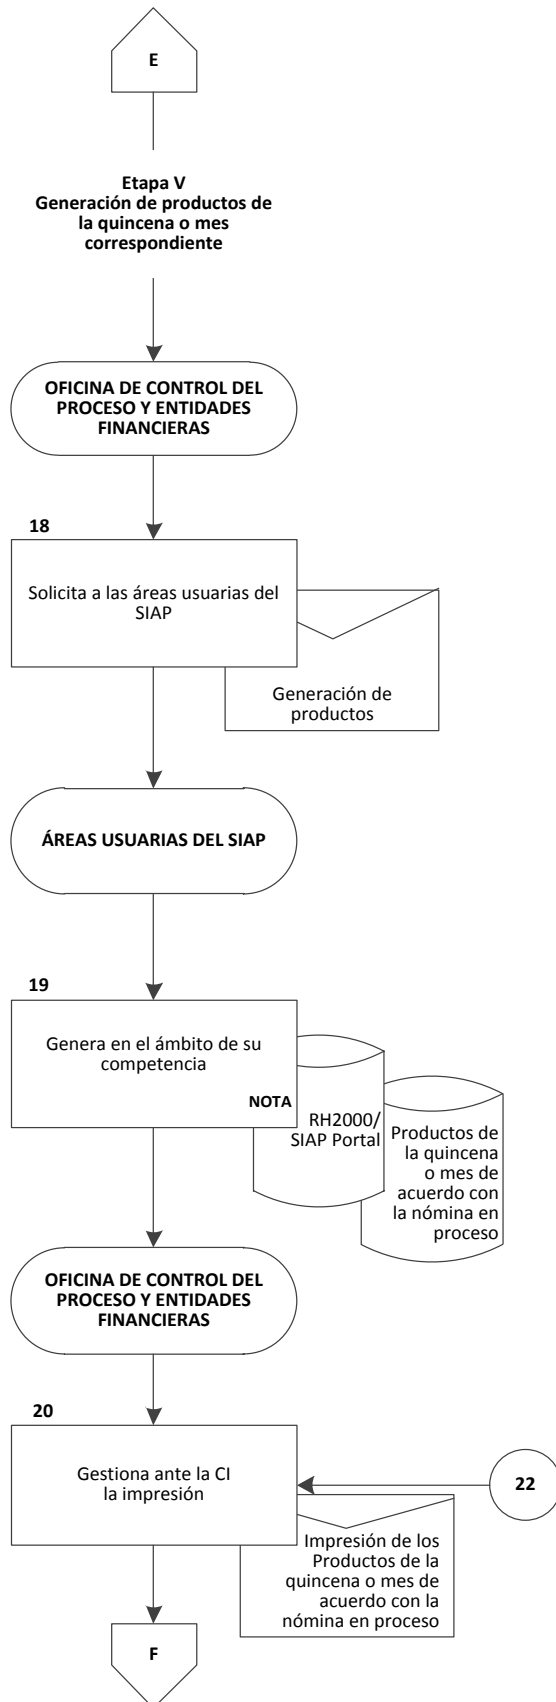 E
Etapa V
Generación de productos de
la quincena o mes
correspondiente
OFICINA DE CONTROL DEL
PROCESO Y ENTIDADES
FINANCIERAS
18
Solicita a las áreas usuarias del
SIAP
Generación de
productos
ÁREAS USUARIAS DEL SIAP
19
Genera en el ámbito de su
competencia
NOTA
RH2000/
SIAP Portal
Productos de
la quincena
o mes de
acuerdo con
la nómina en
proceso
OFICINA DE CONTROL DEL
PROCESO Y ENTIDADES
FINANCIERAS
20
Gestiona ante la CI
la impresión
22
Impresión de los
Productos de la
quincena o mes de
acuerdo con la
nómina en proceso
F